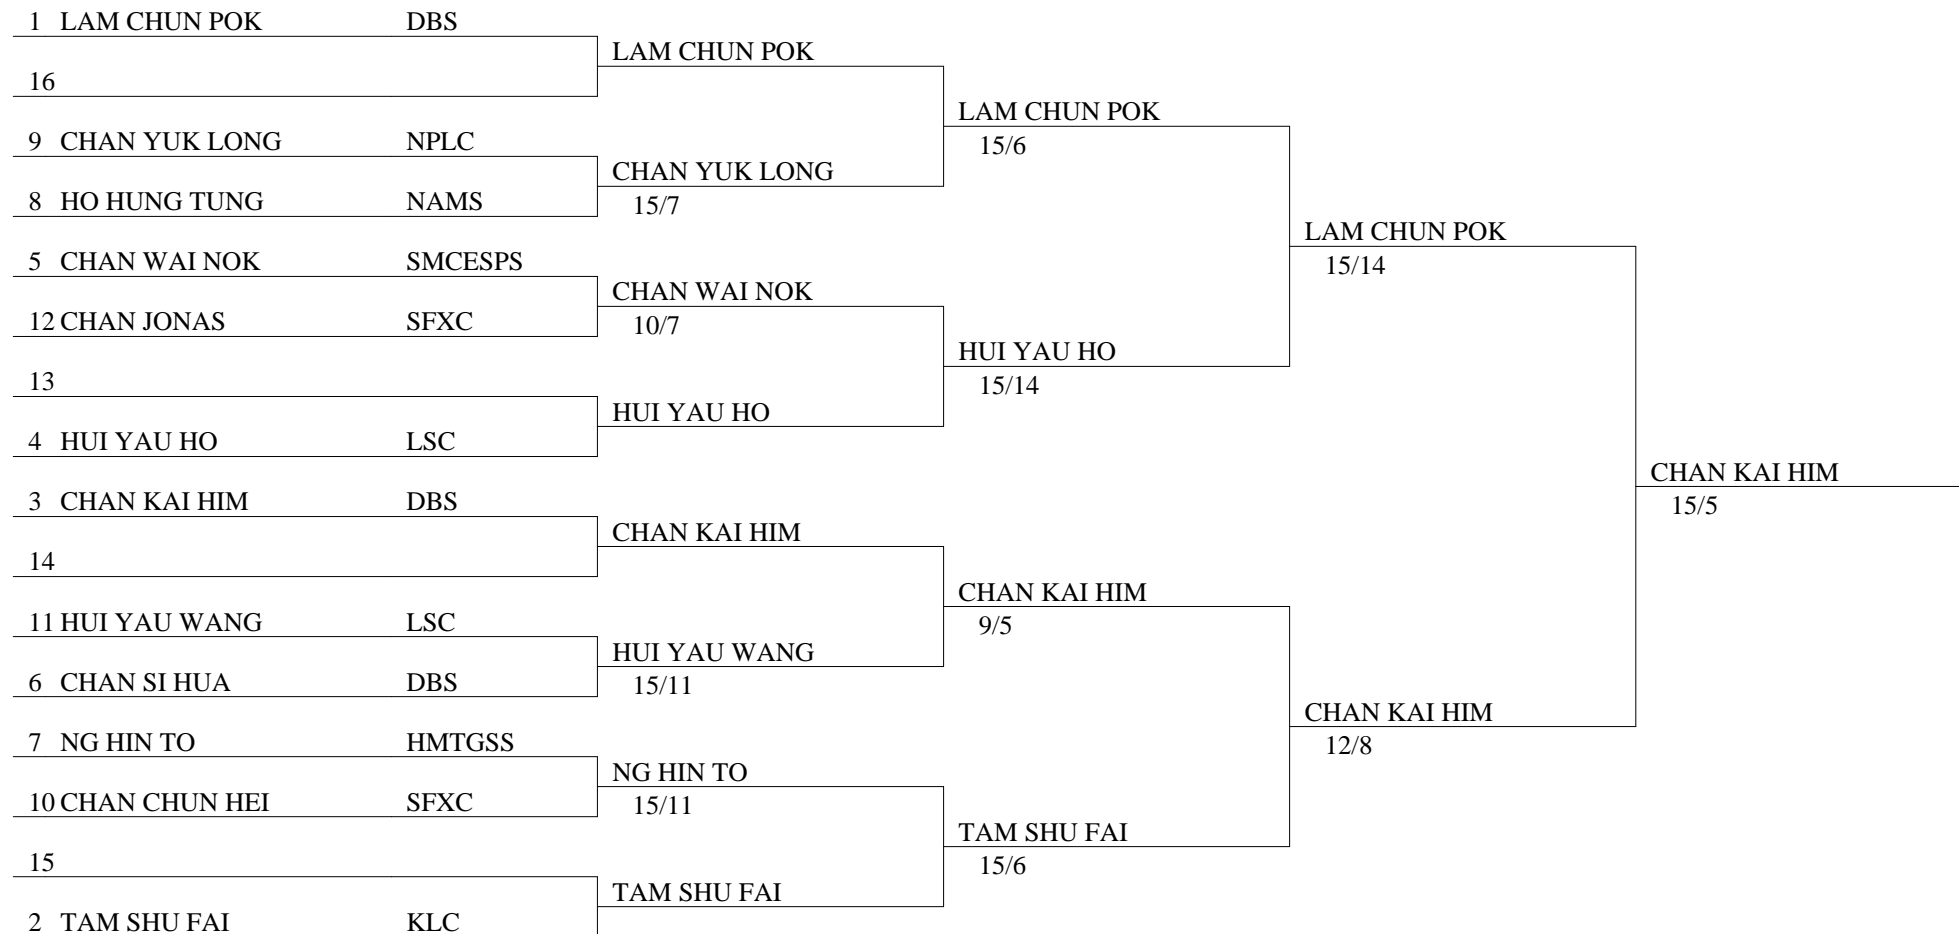 1 LAM CHUN POK DBS
LAM CHUN POK
16
LAM CHUN POK
15/6
9 CHAN YUK LONG NPLC
CHAN YUK LONG
15/7
8 HO HUNG TUNG NAMS
LAM CHUN POK
15/14
5 CHAN WAI NOK SMCESPS
CHAN WAI NOK
10/7
12 CHAN JONAS SFXC
HUI YAU HO
15/14
13
HUI YAU HO
4 HUI YAU HO LSC
CHAN KAI HIM
15/5
3 CHAN KAI HIM DBS
CHAN KAI HIM
14
CHAN KAI HIM
9/5
11 HUI YAU WANG LSC
HUI YAU WANG
15/11
6 CHAN SI HUA DBS
CHAN KAI HIM
12/8
7 NG HIN TO HMTGSS
NG HIN TO
15/11
10 CHAN CHUN HEI SFXC
TAM SHU FAI
15/6
15
TAM SHU FAI
2 TAM SHU FAI KLC